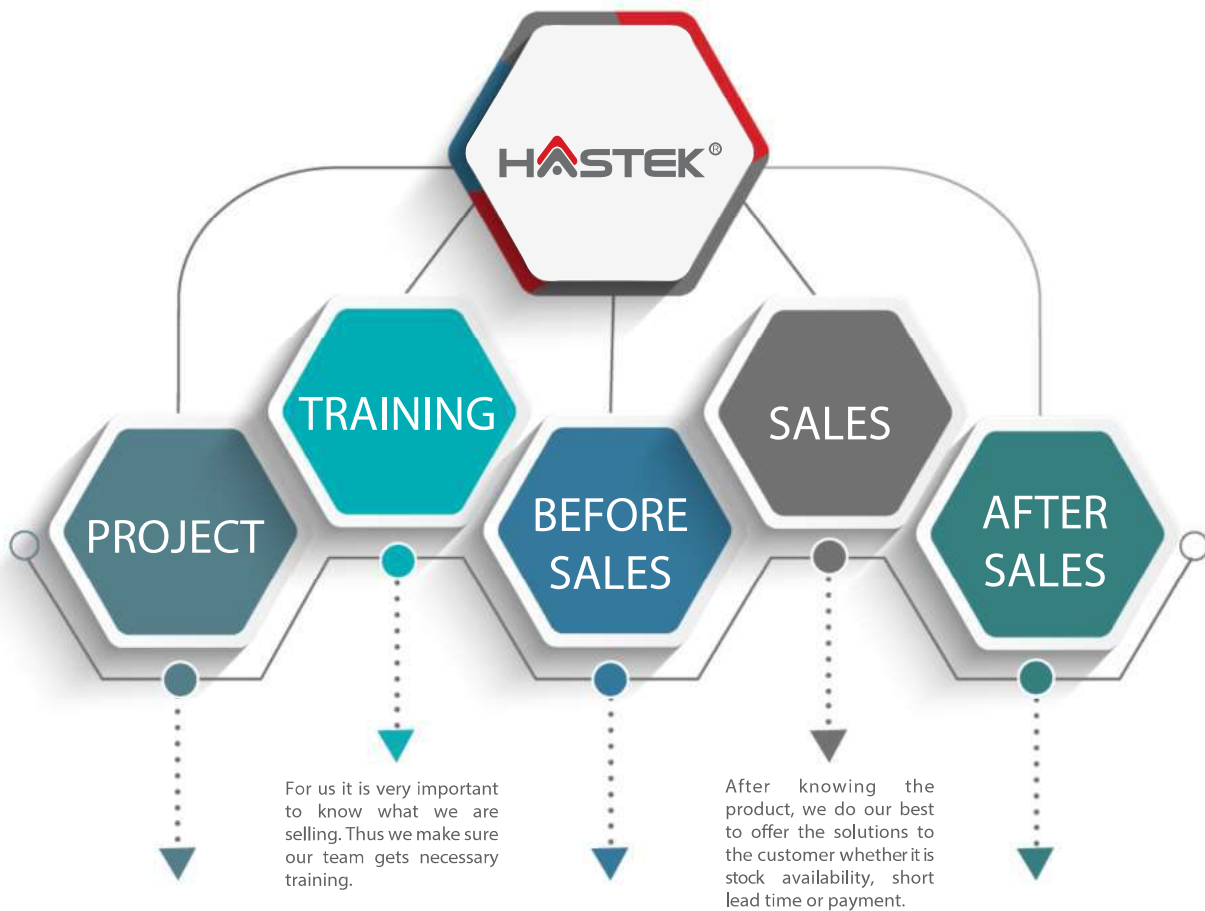 HASTEK®
TRAINING
SALES
PROJECT
BEFORE
SALES
AFTER
SALES
For us it is very important
to know what we are
selling. Thus we make sure
our team gets necessary
training.
After knowing the
product, we do our best
to offer the solutions to
the customer whether it is
stock availability, short
lead time or payment.